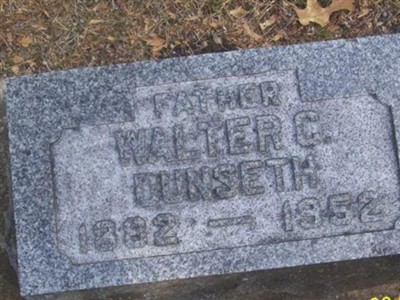 FATHER
WALTER C.
DUNSETH
1882 — 1952